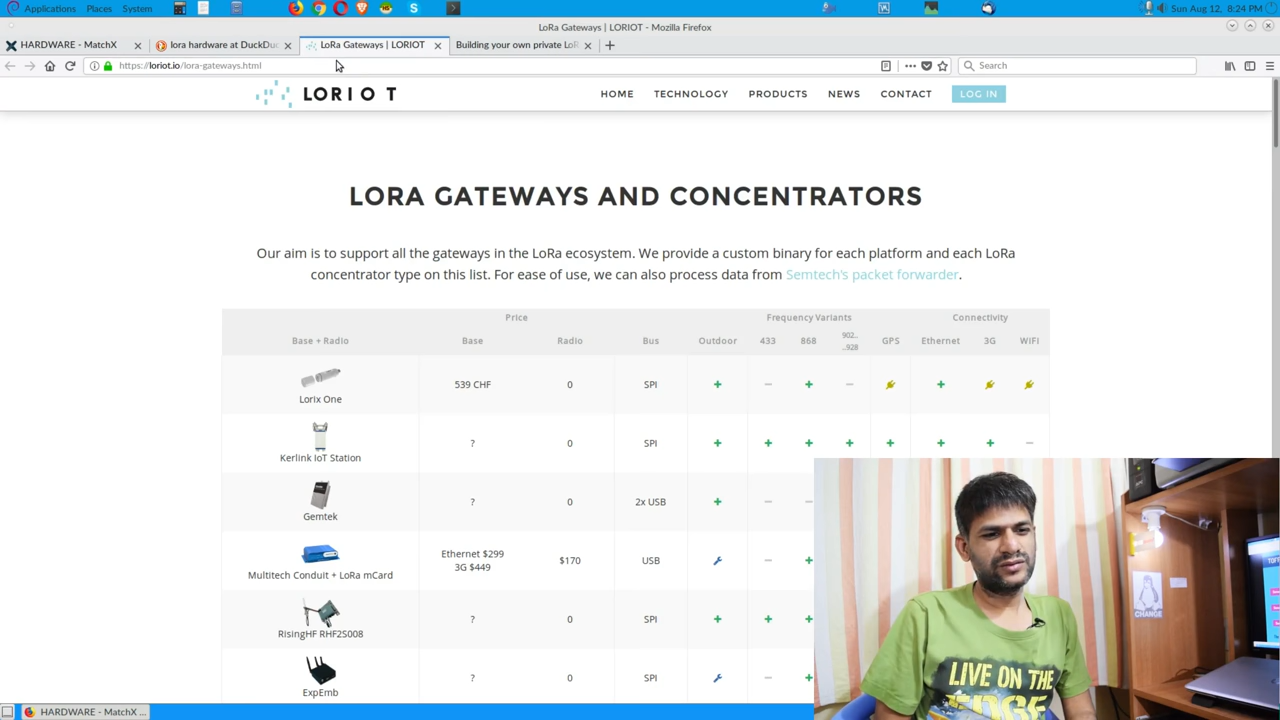 Applications Places System
Sun Aug 12, 8:24 PM
LoRa Gateways | LORIOT - Mozilla Firefox
HARDWARE - MatchX
lora hardware at DuckDuc
LoRa Gateways | LORIOT
Building your own private LoR
https://loriot.io/lora-gateways.html
Search
LORIOT
HOME TECHNOLOGY PRODUCTS NEWS CONTACT LOG IN
LORA GATEWAYS AND CONCENTRATORS
Our aim is to support all the gateways in the LoRa ecosystem. We provide a custom binary for each platform and each LoRa
concentrator type on this list. For ease of use, we can also process data from Semtech's packet forwarder.
Price Frequency Variants Connectivity
Base + Radio Base Radio Bus Outdoor 433 868 902.. ..928 GPS Ethernet 3G WiFi
Lorix One 539 CHF 0 SPI + − + − + 
Kerlink IoT Station ? 0 SPI + + + + + + + −
Gemtek ? 0 2x USB + − −
Multitech Conduit + LoRa mCard Ethernet $299 3G $449 $170 USB − +
RisingHF RHF2S008 ? 0 SPI + + +
ExpEmb ? 0 SPI − +
CHANGE
LIVE ON THE
EDGE
HARDWARE - MatchX ...